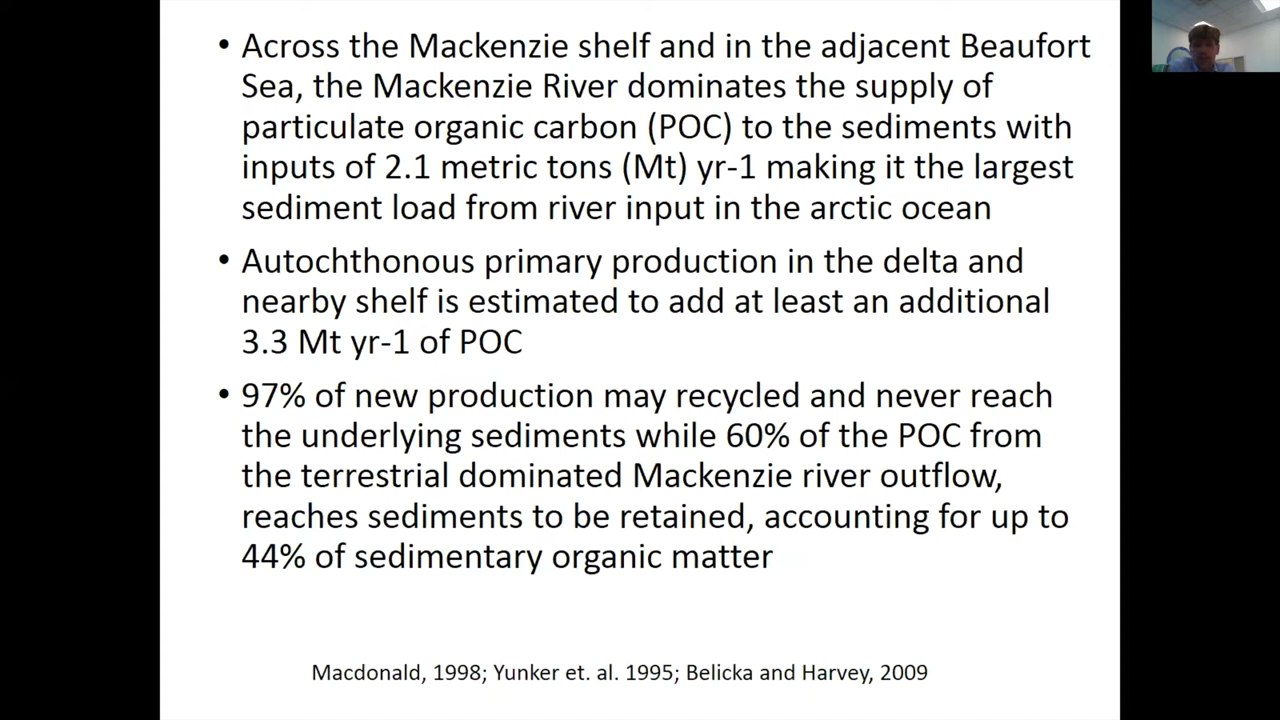 • Across the Mackenzie shelf and in the adjacent Beaufort
Sea, the Mackenzie River dominates the supply of
particulate organic carbon (POC) to the sediments with
inputs of 2.1 metric tons (Mt) yr-1 making it the largest
sediment load from river input in the arctic ocean
• Autochthonous primary production in the delta and
nearby shelf is estimated to add at least an additional
3.3 Mt yr-1 of POC
• 97% of new production may recycled and never reach
the underlying sediments while 60% of the POC from
the terrestrial dominated Mackenzie river outflow,
reaches sediments to be retained, accounting for up to
44% of sedimentary organic matter
Macdonald, 1998; Yunker et. al. 1995; Belicka and Harvey, 2009